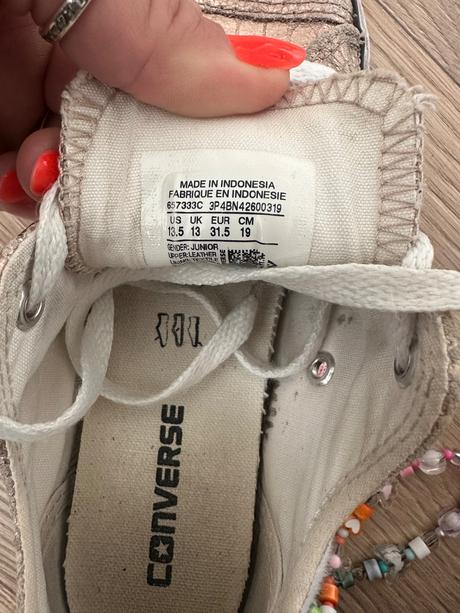 MADE IN INDONESIA
FABRIQUE EN INDONESIE
657333C 3P4BN42600319
US UK EUR CM
13.5 13 31.5 19
GENDER: JUNIOR
UPPER: LEATHER
CONVERSE